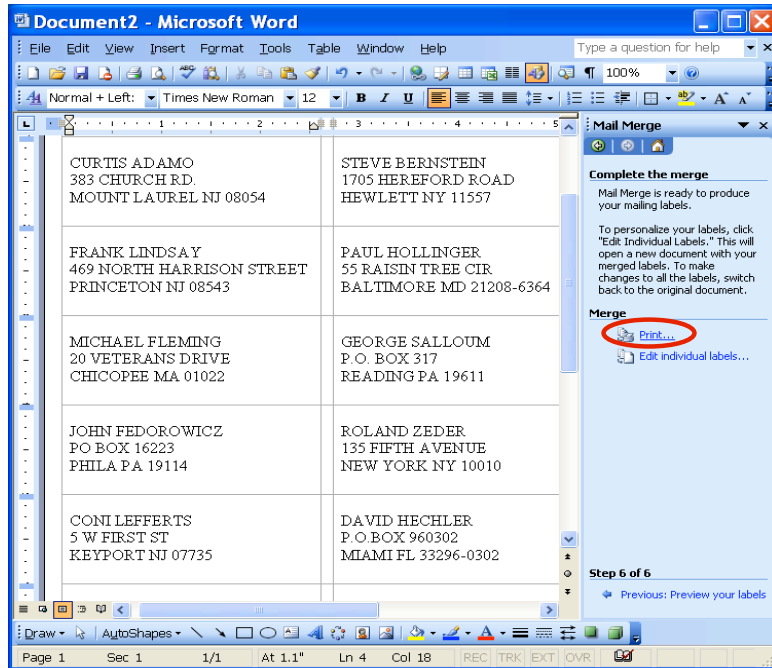 Document2 - Microsoft Word
File Edit View Insert Format Tools Table Window Help Type a question for help
100%
Normal + Left: Times New Roman 12 B I U
1 2 3 4 5
Mail Merge
Complete the merge
Mail Merge is ready to produce
your mailing labels.
To personalize your labels, click
"Edit Individual Labels." This will
open a new document with your
merged labels. To make
changes to all the labels, switch
back to the original document.
Merge
Print...
Edit individual labels...
Step 6 of 6
Previous: Preview your labels
CURTIS ADAMO
383 CHURCH RD.
MOUNT LAUREL NJ 08054
STEVE BERNSTEIN
1705 HEREFORD ROAD
HEWLETT NY 11557
FRANK LINDSAY
469 NORTH HARRISON STREET
PRINCETON NJ 08543
PAUL HOLLINGER
55 RAISIN TREE CIR
BALTIMORE MD 21208-6364
MICHAEL FLEMING
20 VETERANS DRIVE
CHICOPEE MA 01022
GEORGE SALLOUM
P.O. BOX 317
READING PA 19611
JOHN FEDOROWICZ
PO BOX 16223
PHILA PA 19114
ROLAND ZEDER
135 FIFTH AVENUE
NEW YORK NY 10010
CONI LEFFERTS
5 W FIRST ST
KEYPORT NJ 07735
DAVID HECHLER
P.O.BOX 960302
MIAMI FL 33296-0302
Draw AutoShapes
Page 1 Sec 1 1/1 At 1.1" Ln 4 Col 18 REC TRK EXT OVR